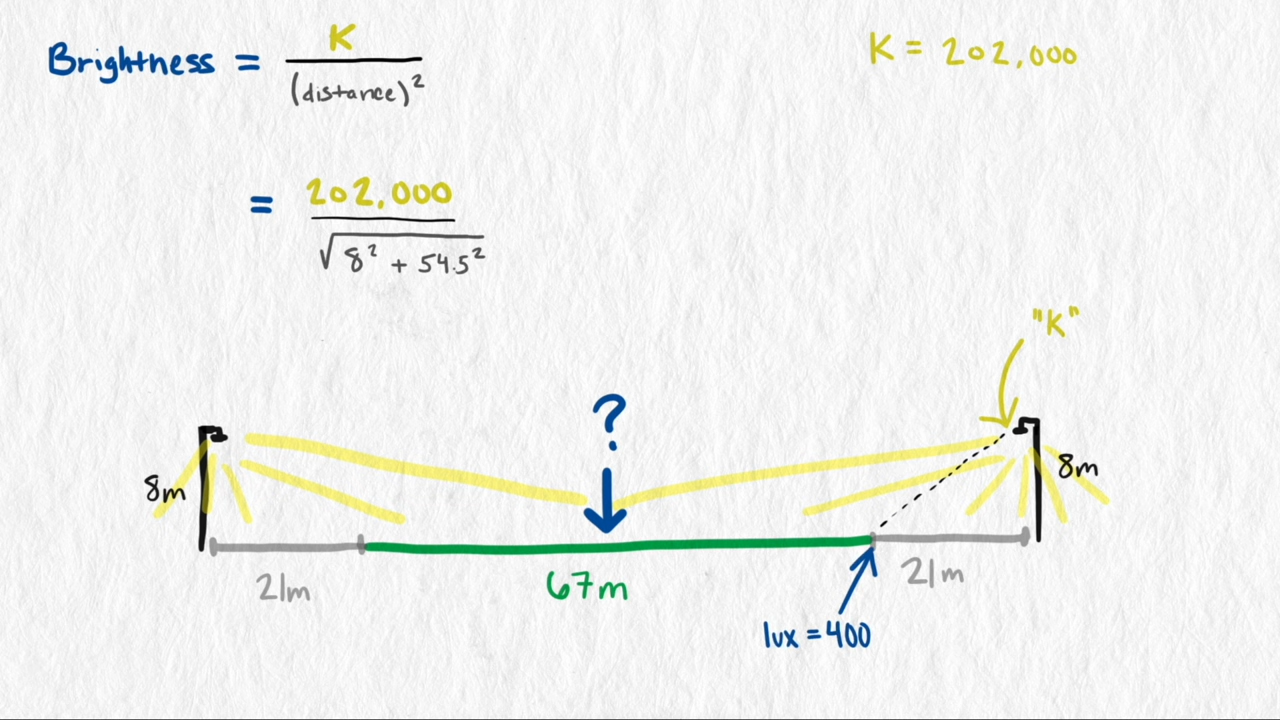 Brightness = K / (distance)²
K = 202,000
= 202,000 / √8² + 54.5²
"K"
?
8m
8m
21m
67m
21m
lux = 400